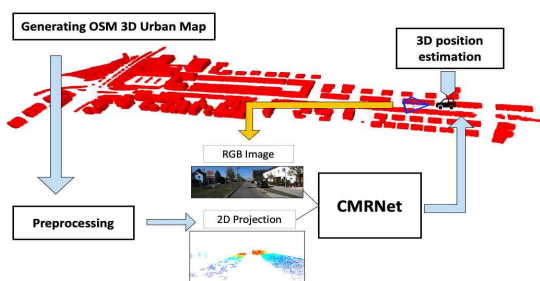 Generating OSM 3D Urban Map
3D position
estimation
RGB Image
CMRNet
Preprocessing
2D Projection